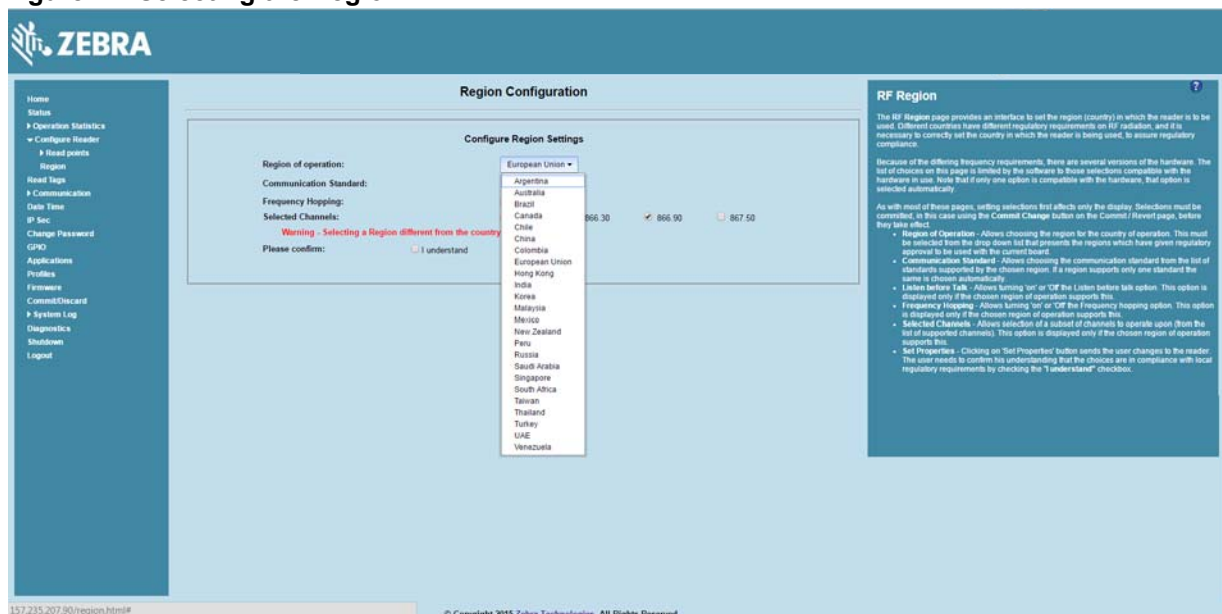 ZEBRA
Home
Status
Operation Statistics
Configure Reader
Read points
Region
Read Tags
Communication
Date Time
IP Sec
Change Password
GPIO
Applications
Profiles
Firmware
Commit/Discard
System Log
Diagnostics
Shutdown
Logout
Region Configuration
Configure Region Settings
Region of operation:
European Union
Communication Standard:
Frequency Hopping:
Selected Channels:
866.30
866.90
867.50
Warning - Selecting a Region different from the country
Please confirm:
I understand
Argentina
Australia
Brazil
Canada
Chile
China
Colombia
European Union
Hong Kong
India
Korea
Malaysia
Mexico
New Zealand
Peru
Russia
Saudi Arabia
Singapore
South Africa
Taiwan
Thailand
Turkey
UAE
Venezuela
RF Region
?
The RF Region page provides an interface to set the region (country) in which the reader is to be
used. Different countries have different regulatory requirements on RF radiation, and it is
necessary to correctly set the country in which the reader is being used, to assure regulatory
compliance.
Because of the differing frequency requirements, there are several versions of the hardware. The
list of choices on this page is limited by the software to those selections compatible with the
hardware in use. Note that if only one option is compatible with the hardware, that option is
selected automatically.
As with most of these pages, setting selections first affects only the display. Selections must be
committed, in this case using the Commit Change button on the Commit / Revert page, before
they take effect.
• Region of Operation - Allows choosing the region for the country of operation. This must
be selected from the drop down list that presents the regions which have given regulatory
approval to be used with the current board.
• Communication Standard - Allows choosing the communication standard from the list of
standards supported by the chosen region. If a region supports only one standard the
same is chosen automatically.
• Listen before Talk - Allows turning 'on' or 'Off' the Listen before talk option. This option is
displayed only if the chosen region of operation supports this.
• Frequency Hopping - Allows turning 'on' or 'Off' the Frequency hopping option. This option
is displayed only if the chosen region of operation supports this.
• Selected Channels - Allows selection of a subset of channels to operate upon (from the
list of supported channels). This option is displayed only if the chosen region of operation
supports this.
• Set Properties - Clicking on 'Set Properties' button sends the user changes to the reader.
The user needs to confirm his understanding that the choices are in compliance with local
regulatory requirements by checking the "I understand" checkbox.
157.235.207.90/region.html#
© Copyright 2015 Zebra Technologies All Rights Reserved